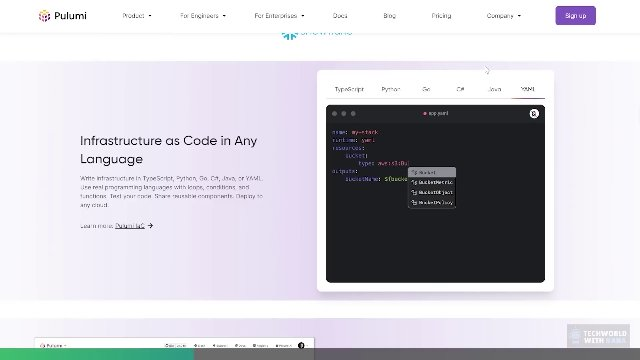 Pulumi
Product
For Engineers
For Enterprises
Docs
Blog
Pricing
Company
Sign up
TypeScript
Python
Go
C#
Java
YAML
app.yaml
name: my-stack
runtime: yaml
resources:
bucket:
type: aws:s3:Bu
outputs:
bucketName: ${bucke
Bucket
BucketMetric
BucketObject
BucketPolicy
Infrastructure as Code in Any
Language
Write infrastructure in TypeScript, Python, Go, C#, Java, or YAML.
Use real programming languages with loops, conditions, and
functions. Test your code. Share reusable components. Deploy to
any cloud.
Learn more: Pulumi IaC
Pulumi
TECHWORLD
WITH NANA